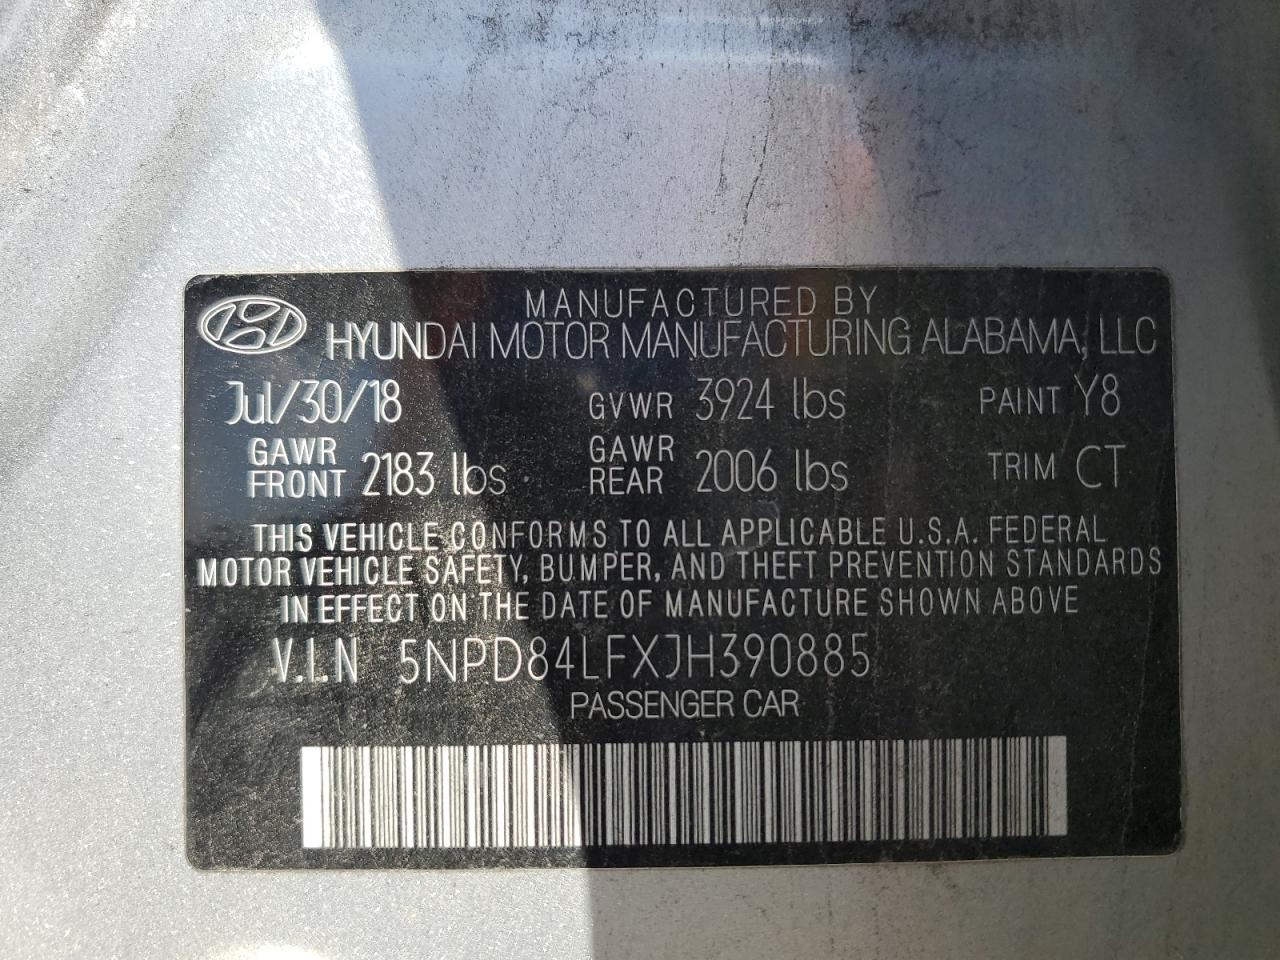 MANUFACTURED BY
HYUNDAI MOTOR MANUFACTURING ALABAMA, LLC
Jul/30/18 GVWR 3924 lbs PAINT Y8
GAWR FRONT 2183 lbs GAWR REAR 2006 lbs TRIM CT
THIS VEHICLE CONFORMS TO ALL APPLICABLE U.S.A. FEDERAL
MOTOR VEHICLE SAFETY, BUMPER, AND THEFT PREVENTION STANDARDS
IN EFFECT ON THE DATE OF MANUFACTURE SHOWN ABOVE
V.I.N 5NPD84LFXJH390885
PASSENGER CAR